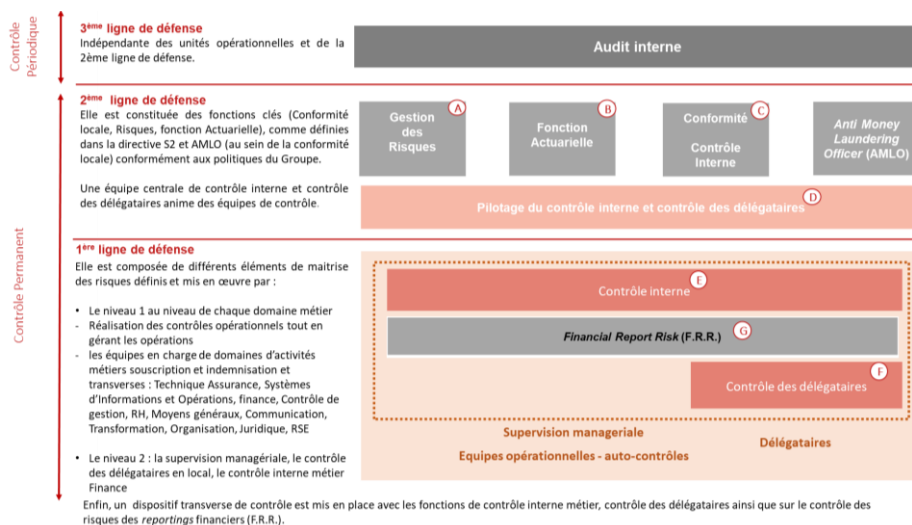 Contrôle
Périodique
3ème ligne de défense
Indépendante des unités opérationnelles et de la
2ème ligne de défense.
Audit interne
Contrôle Permanent
2ème ligne de défense
Elle est constituée des fonctions clés (Conformité
locale, Risques, fonction Actuarielle), comme définies
dans la directive S2 et AMLO (au sein de la conformité
locale) conformément aux politiques du Groupe.
Une équipe centrale de contrôle interne et contrôle
des délégataires anime des équipes de contrôle.
A
Gestion
des
Risques
B
Fonction
Actuarielle
C
Conformité
Contrôle
Interne
Anti Money
Laundering
Officer (AMLO)
D
Pilotage du contrôle interne et contrôle des délégataires
1ère ligne de défense
Elle est composée de différents éléments de maitrise
des risques définis et mis en œuvre par :
• Le niveau 1 au niveau de chaque domaine métier
- Réalisation des contrôles opérationnels tout en
gérant les opérations
- les équipes en charge de domaines d'activités
métiers souscription et indemnisation et
transverses : Technique Assurance, Systèmes
d'Informations et Opérations, finance, Contrôle de
gestion, RH, Moyens généraux, Communication,
Transformation, Organisation, Juridique, RSE
• Le niveau 2 : la supervision managériale, le contrôle
des délégataires en local, le contrôle interne métier
Finance
E
Contrôle interne
G
Financial Report Risk (F.R.R.)
F
Contrôle des délégataires
Supervision manageriale
Equipes opérationnelles - auto-contrôles
Délégataires
Enfin, un dispositif transverse de contrôle est mis en place avec les fonctions de contrôle interne métier, contrôle des délégataires ainsi que sur le contrôle des
risques des reportings financiers (F.R.R.).